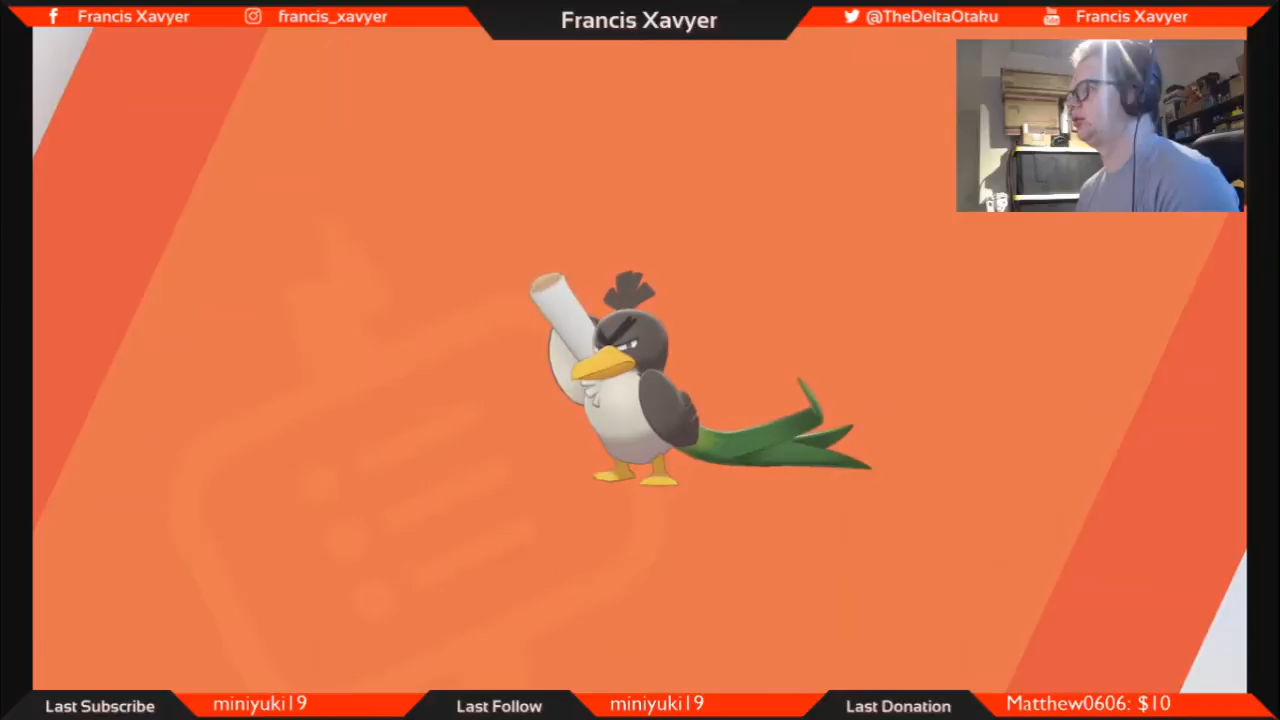 Francis Xavyer
francis_xavyer
Francis Xavyer
@TheDeltaOtaku
Francis Xavyer
Last Subscribe
miniyuki19
Last Follow
miniyuki19
Last Donation
Matthew0606: $10